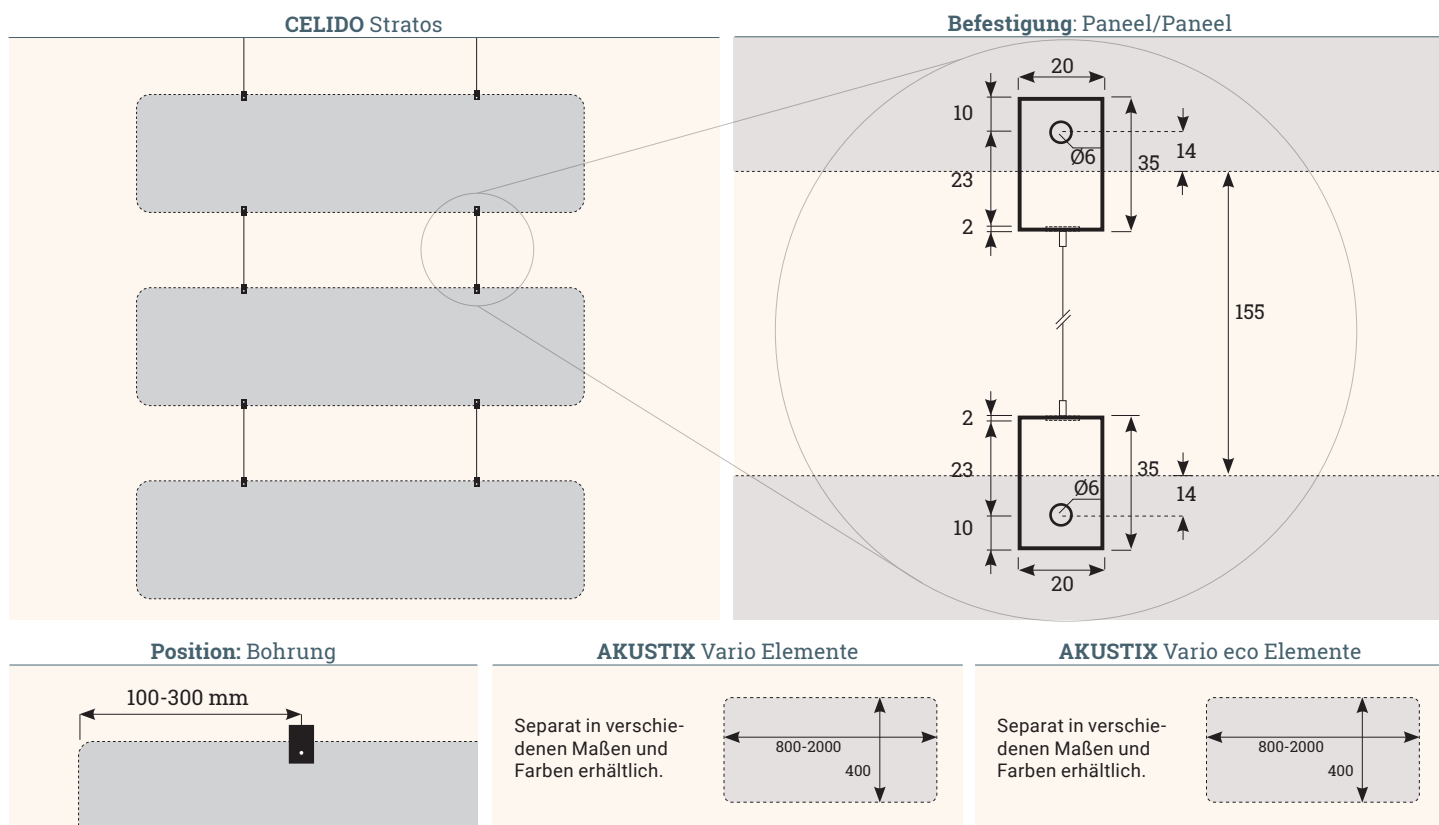 CELIDO Stratos
Befestigung: Paneel/Paneel
20
10
Ø6
14
35
23
2
155
2
23
35
Ø6
14
10
20
Position: Bohrung
100-300 mm
AKUSTIX Vario Elemente
Separat in verschie-
denen Maßen und
Farben erhältlich.
800-2000
400
AKUSTIX Vario eco Elemente
Separat in verschie-
denen Maßen und
Farben erhältlich.
800-2000
400